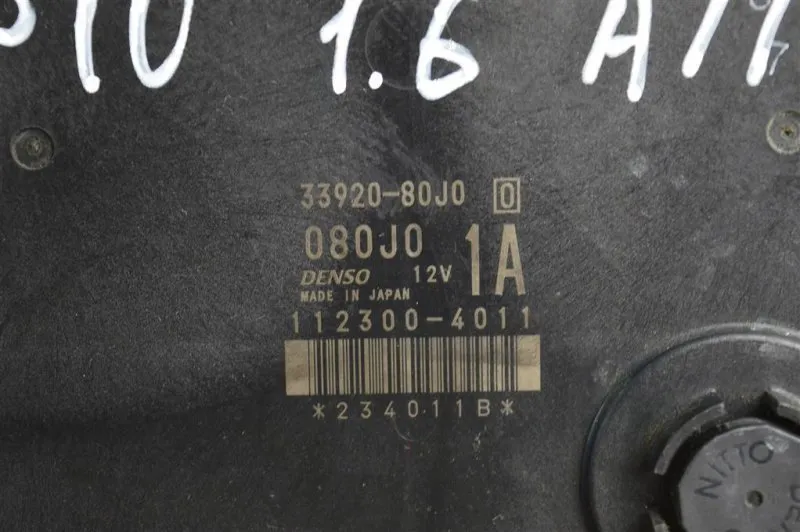 1.6
33920-80J0 0
080J0 1A
DENSO 12V
MADE IN JAPAN
112300-4011
*234011B*
NITTO